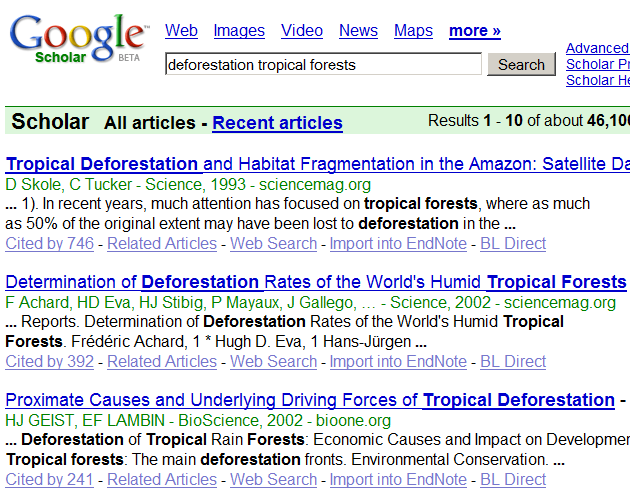 Google™
Scholar BETA
Web Images Video News Maps more »
deforestation tropical forests Search
Advanced
Scholar Pr
Scholar He
Scholar All articles - Recent articles Results 1 - 10 of about 46,100
Tropical Deforestation and Habitat Fragmentation in the Amazon: Satellite Da
D Skole, C Tucker - Science, 1993 - sciencemag.org
... 1). In recent years, much attention has focused on tropical forests, where as much
as 50% of the original extent may have been lost to deforestation in the ...
Cited by 746 - Related Articles - Web Search - Import into EndNote - BL Direct
Determination of Deforestation Rates of the World's Humid Tropical Forests
F Achard, HD Eva, HJ Stibig, P Mayaux, J Gallego, … - Science, 2002 - sciencemag.org
... Reports. Determination of Deforestation Rates of the World's Humid Tropical
Forests. Frédéric Achard, 1 * Hugh D. Eva, 1 Hans-Jürgen ...
Cited by 392 - Related Articles - Web Search - Import into EndNote - BL Direct
Proximate Causes and Underlying Driving Forces of Tropical Deforestation -
HJ GEIST, EF LAMBIN - BioScience, 2002 - bioone.org
... Deforestation of Tropical Rain Forests: Economic Causes and Impact on Developmen
Tropical forests: The main deforestation fronts. Environmental Conservation. ...
Cited by 241 - Related Articles - Web Search - Import into EndNote - BL Direct